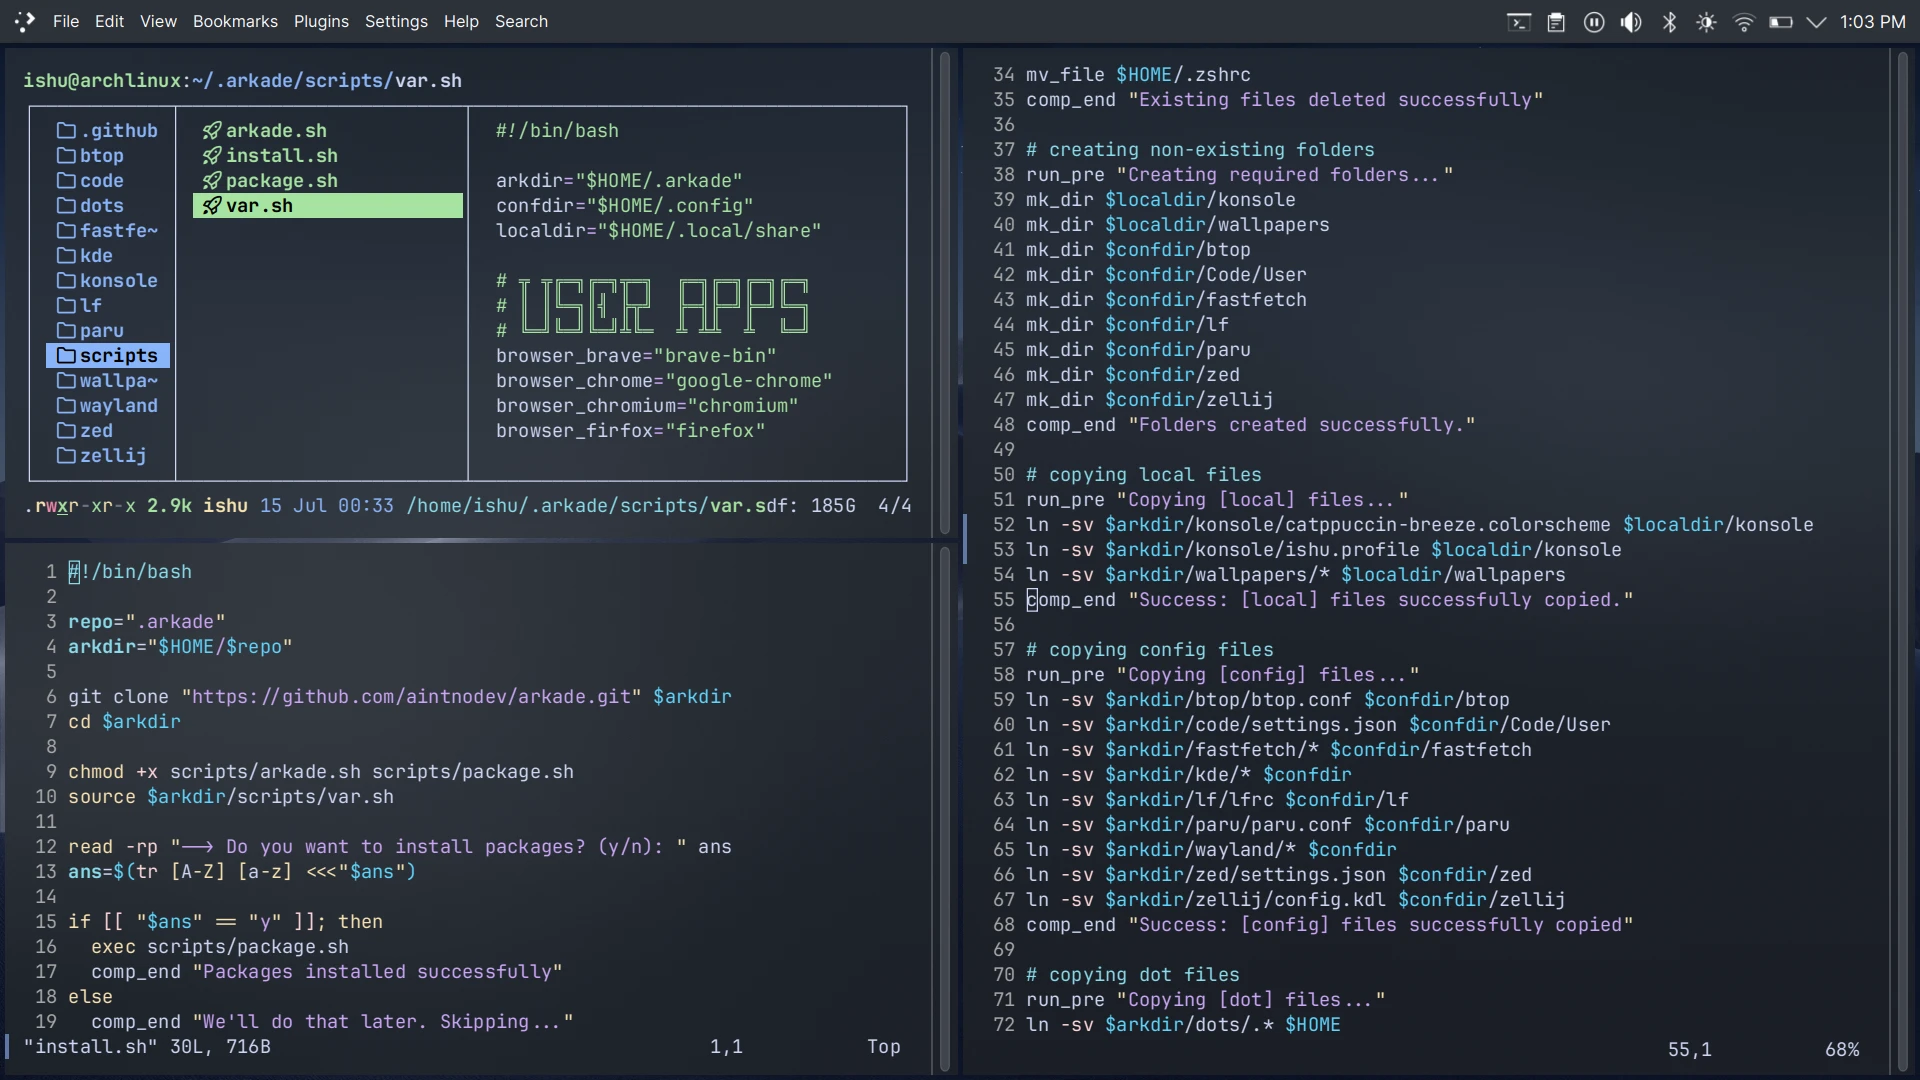 File Edit View Bookmarks Plugins Settings Help Search 1:03 PM
ishu@archlinux:~/.arkade/scripts/var.sh
.github
btop
code
dots
fastfe~
kde
konsole
lf
paru
scripts
wallpa~
wayland
zed
zellij
arkade.sh
install.sh
package.sh
var.sh
#!/bin/bash
arkdir="$HOME/.arkade"
confdir="$HOME/.config"
localdir="$HOME/.local/share"
# USER APPS
#
#
browser_brave="brave-bin"
browser_chrome="google-chrome"
browser_chromium="chromium"
browser_firfox="firefox"
.rwxr-xr-x 2.9k ishu 15 Jul 00:33 /home/ishu/.arkade/scripts/var.sdf: 185G 4/4
1 #!/bin/bash
2
3 repo=".arkade"
4 arkdir="$HOME/$repo"
5
6 git clone "https://github.com/aintnodev/arkade.git" $arkdir
7 cd $arkdir
8
9 chmod +x scripts/arkade.sh scripts/package.sh
10 source $arkdir/scripts/var.sh
11
12 read -rp "--> Do you want to install packages? (y/n): " ans
13 ans=$(tr [A-Z] [a-z] <<<"$ans")
14
15 if [[ "$ans" == "y" ]]; then
16 exec scripts/package.sh
17 comp_end "Packages installed successfully"
18 else
19 comp_end "We'll do that later. Skipping..."
"install.sh" 30L, 716B 1,1 Top
34 mv_file $HOME/.zshrc
35 comp_end "Existing files deleted successfully"
36
37 # creating non-existing folders
38 run_pre "Creating required folders..."
39 mk_dir $localdir/konsole
40 mk_dir $localdir/wallpapers
41 mk_dir $confdir/btop
42 mk_dir $confdir/Code/User
43 mk_dir $confdir/fastfetch
44 mk_dir $confdir/lf
45 mk_dir $confdir/paru
46 mk_dir $confdir/zed
47 mk_dir $confdir/zellij
48 comp_end "Folders created successfully."
49
50 # copying local files
51 run_pre "Copying [local] files..."
52 ln -sv $arkdir/konsole/catppuccin-breeze.colorscheme $localdir/konsole
53 ln -sv $arkdir/konsole/ishu.profile $localdir/konsole
54 ln -sv $arkdir/wallpapers/* $localdir/wallpapers
55 comp_end "Success: [local] files successfully copied."
56
57 # copying config files
58 run_pre "Copying [config] files..."
59 ln -sv $arkdir/btop/btop.conf $confdir/btop
60 ln -sv $arkdir/code/settings.json $confdir/Code/User
61 ln -sv $arkdir/fastfetch/* $confdir/fastfetch
62 ln -sv $arkdir/kde/* $confdir
63 ln -sv $arkdir/lf/lfrc $confdir/lf
64 ln -sv $arkdir/paru/paru.conf $confdir/paru
65 ln -sv $arkdir/wayland/* $confdir
66 ln -sv $arkdir/zed/settings.json $confdir/zed
67 ln -sv $arkdir/zellij/config.kdl $confdir/zellij
68 comp_end "Success: [config] files successfully copied"
69
70 # copying dot files
71 run_pre "Copying [dot] files..."
72 ln -sv $arkdir/dots/.* $HOME
55,1 68%